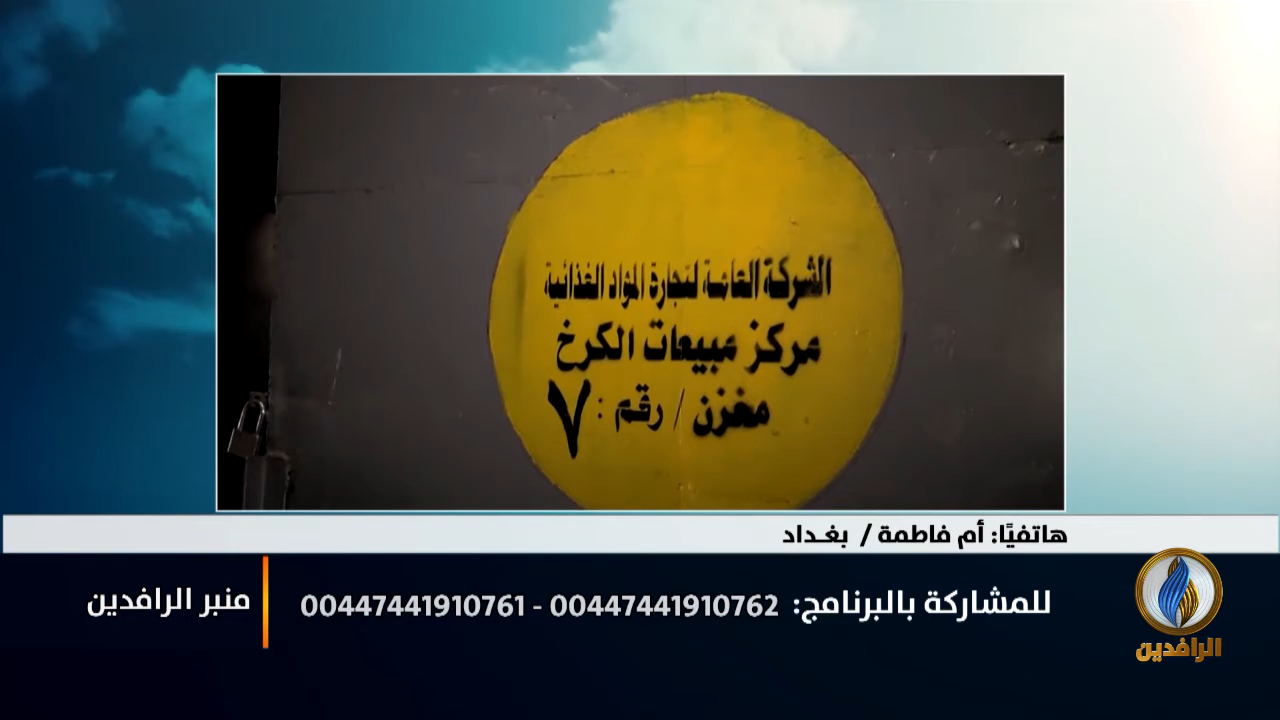 الشركة العامة لتجارة المواد الغذائية
مركز مبيعات الكرخ
مخزن / رقم : ٧
هاتفيًا: أم فاطمة / بغـداد
للمشاركة بالبرنامج: 00447441910762 - 00447441910761
منبر الرافدين
الرافدين